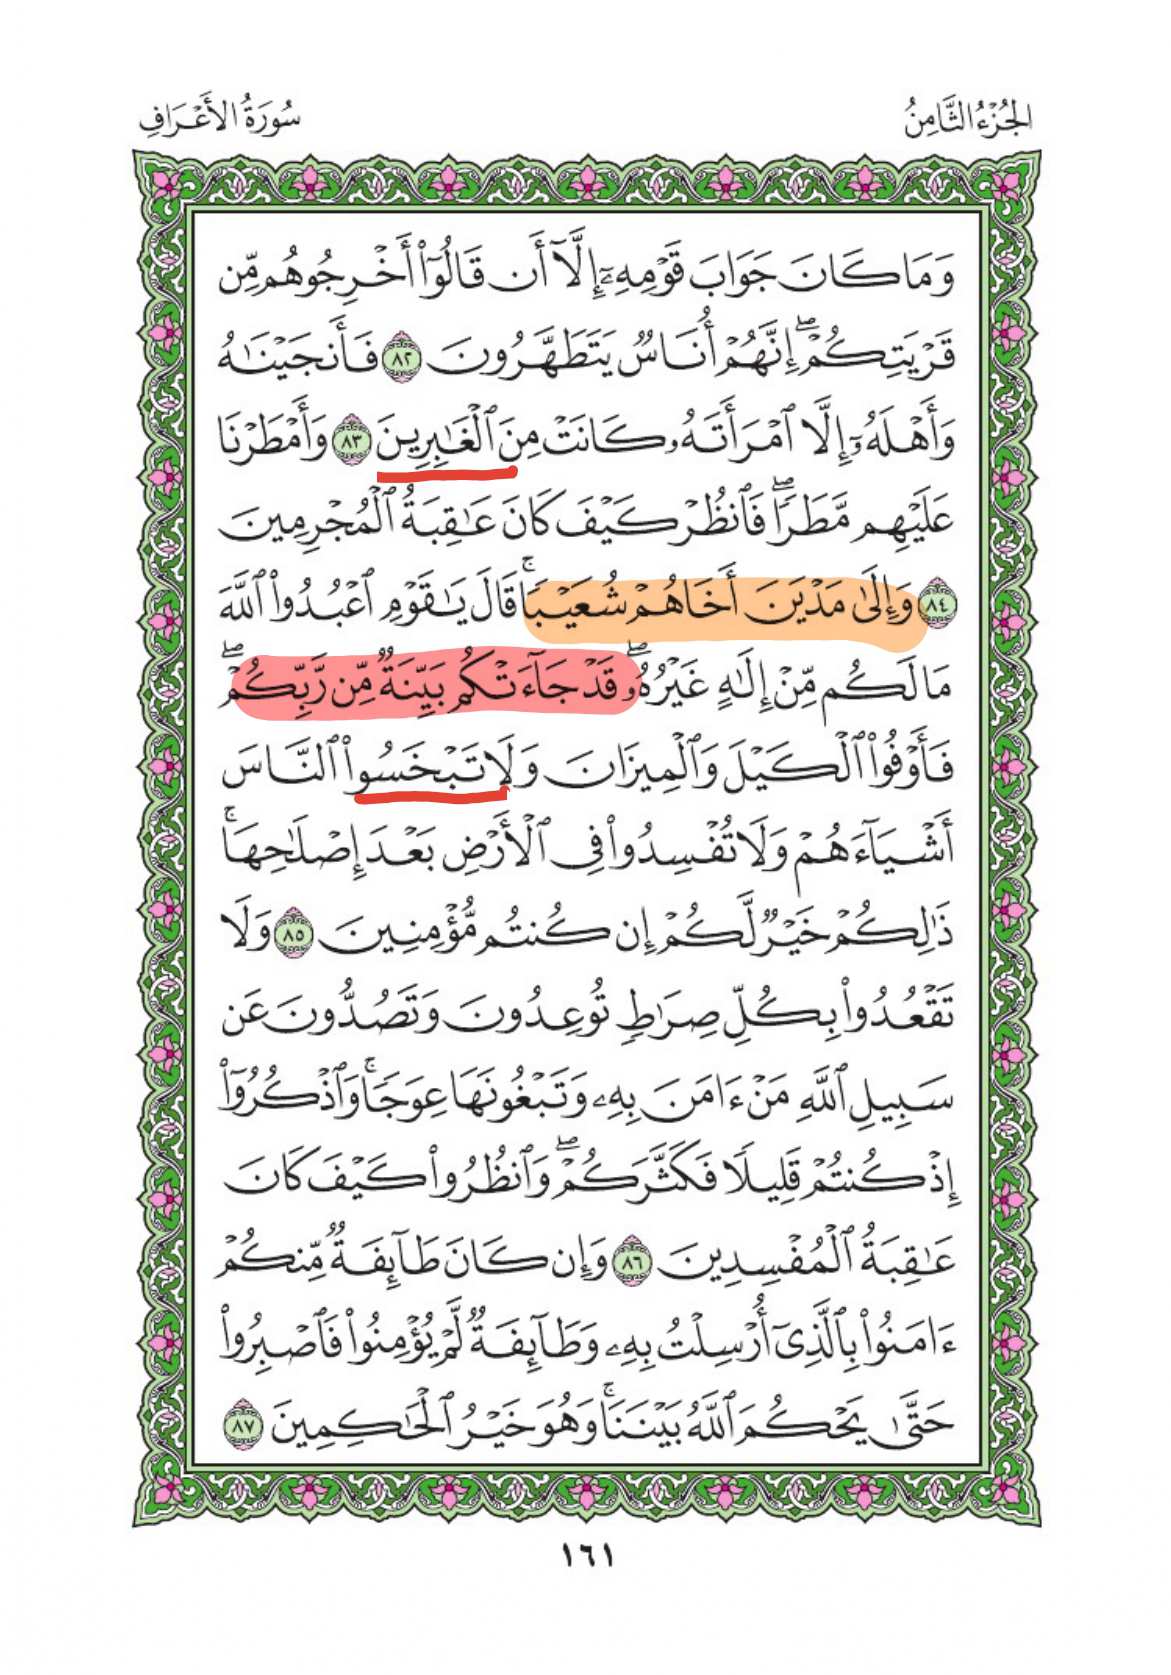 الجُزْءُ الثَّامِنُ
سُورَةُ الأَعْرَافِ
وَمَا كَانَ جَوَابَ قَوْمِهِۦٓ إِلَّآ أَن قَالُوٓاْ أَخْرِجُوهُم مِّن
قَرْيَتِكُمْۖ إِنَّهُمْ أُنَاسٌ يَتَطَهَّرُونَ ٨٢ فَأَنجَيْنَٰهُ
وَأَهْلَهُۥٓ إِلَّا ٱمْرَأَتَهُۥ كَانَتْ مِنَ ٱلْغَٰبِرِينَ ٨٣ وَأَمْطَرْنَا
عَلَيْهِم مَّطَرٗاۖ فَٱنظُرْ كَيْفَ كَانَ عَٰقِبَةُ ٱلْمُجْرِمِينَ
٨٤ وَإِلَىٰ مَدْيَنَ أَخَاهُمْ شُعَيْبٗاۚ قَالَ يَٰقَوْمِ ٱعْبُدُواْ ٱللَّهَ
مَا لَكُم مِّنْ إِلَٰهٍ غَيْرُهُۥۖ قَدْ جَآءَتْكُم بَيِّنَةٞ مِّن رَّبِّكُمْۖ
فَأَوْفُواْ ٱلْكَيْلَ وَٱلْمِيزَانَ وَلَا تَبْخَسُواْ ٱلنَّاسَ
أَشْيَآءَهُمْ وَلَا تُفْسِدُواْ فِي ٱلْأَرْضِ بَعْدَ إِصْلَٰحِهَاۚ
ذَٰلِكُمْ خَيْرٞ لَّكُمْ إِن كُنتُم مُّؤْمِنِينَ ٨٥ وَلَا
تَقْعُدُواْ بِكُلِّ صِرَٰطٖ تُوعِدُونَ وَتَصُدُّونَ عَن
سَبِيلِ ٱللَّهِ مَنْ ءَامَنَ بِهِۦ وَتَبْغُونَهَا عِوَجٗاۚ وَٱذْكُرُوٓاْ
إِذْ كُنتُمْ قَلِيلٗا فَكَثَّرَكُمْۖ وَٱنظُرُواْ كَيْفَ كَانَ
عَٰقِبَةُ ٱلْمُفْسِدِينَ ٨٦ وَإِن كَانَ طَآئِفَةٞ مِّنكُمْ
ءَامَنُواْ بِٱلَّذِيٓ أُرْسِلْتُ بِهِۦ وَطَآئِفَةٞ لَّمْ يُؤْمِنُواْ فَٱصْبِرُواْ
حَتَّىٰ يَحْكُمَ ٱللَّهُ بَيْنَنَاۚ وَهُوَ خَيْرُ ٱلْحَٰكِمِينَ ٨٧
١٦١